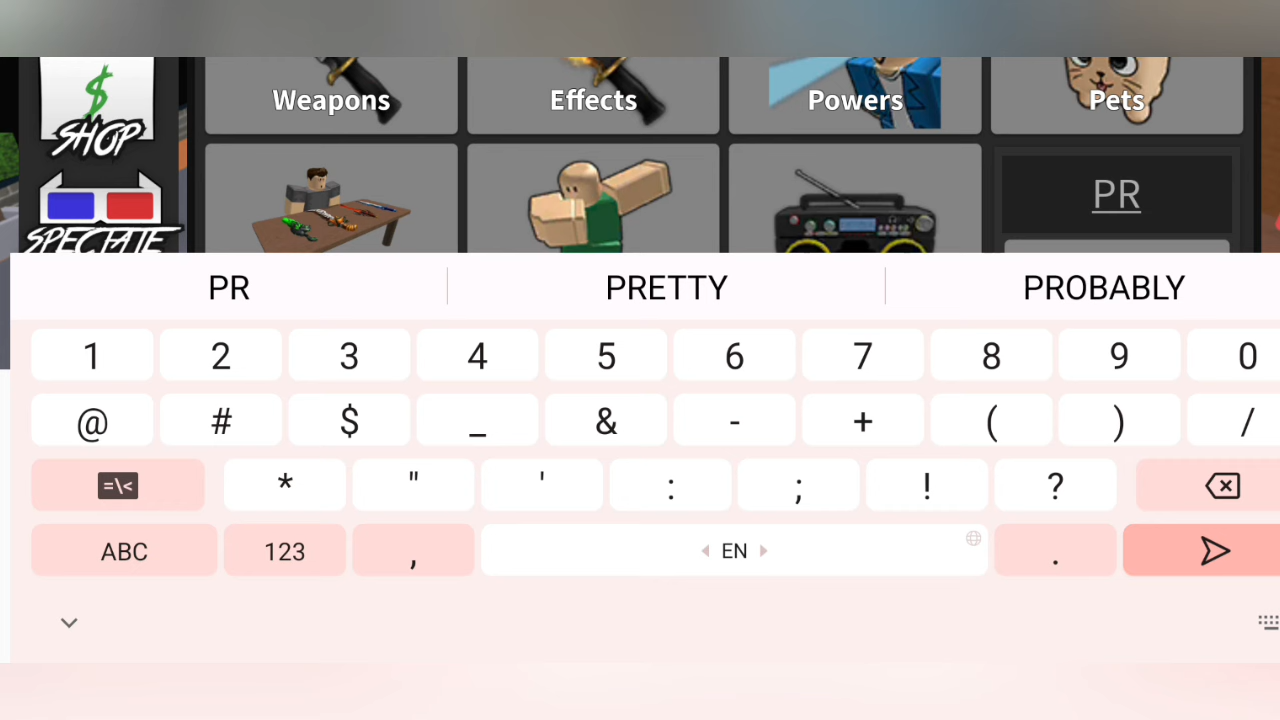 Weapons Effects Powers Pets
$
SHOP
PR
SPECTATE
PR PRETTY PROBABLY
1 2 3 4 5 6 7 8 9 0
@ # $ _ & - + ( ) /
=\< * " ' : ; ! ?
ABC 123 , EN .